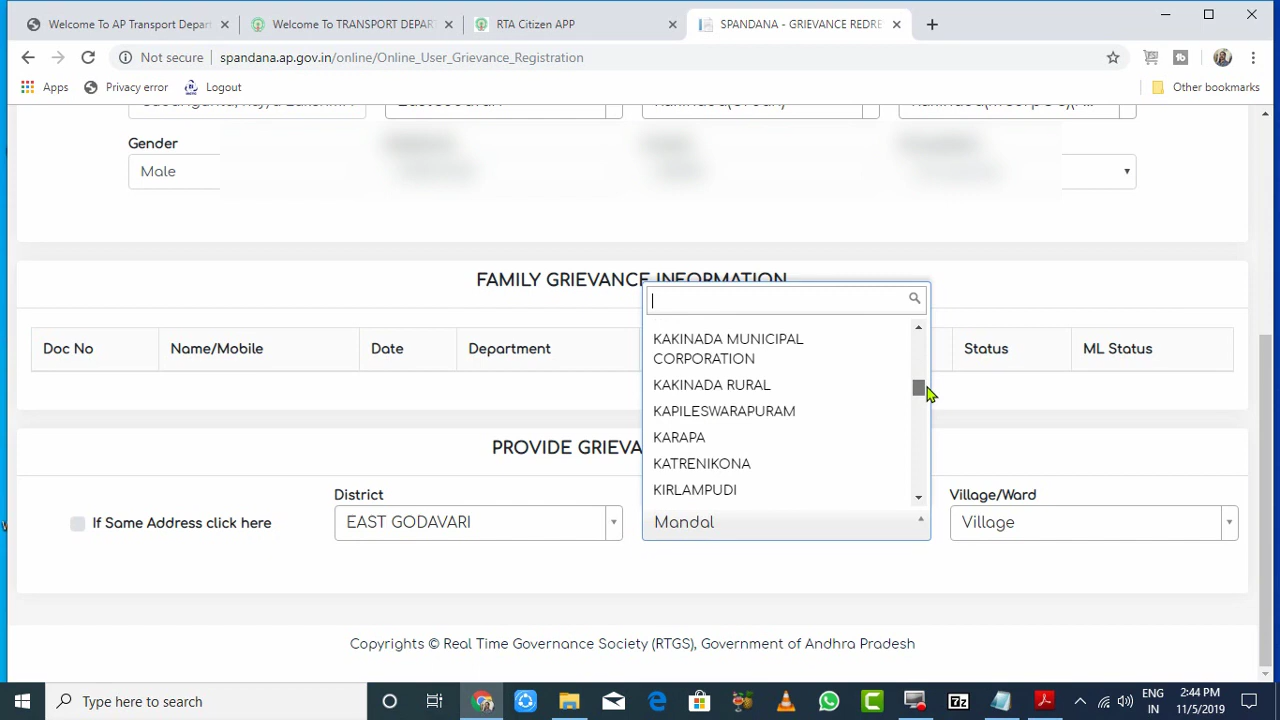 Welcome To AP Transport Depart
Welcome To TRANSPORT DEPART
RTA Citizen APP
SPANDANA - GRIEVANCE REDRE
Not secure
spandana.ap.gov.in/online/Online_User_Grievance_Registration
Apps
Privacy error
Logout
Other bookmarks
Gender
Male
FAMILY GRIEVANCE INFORMATION
Doc No
Name/Mobile
Date
Department
Status
ML Status
KAKINADA MUNICIPAL
CORPORATION
KAKINADA RURAL
KAPILESWARAPURAM
KARAPA
KATRENIKONA
KIRLAMPUDI
PROVIDE GRIEVA
If Same Address click here
District
EAST GODAVARI
Mandal
Village/Ward
Village
Copyrights © Real Time Governance Society (RTGS), Government of Andhra Pradesh
Type here to search
ENG
IN
2:44 PM
11/5/2019